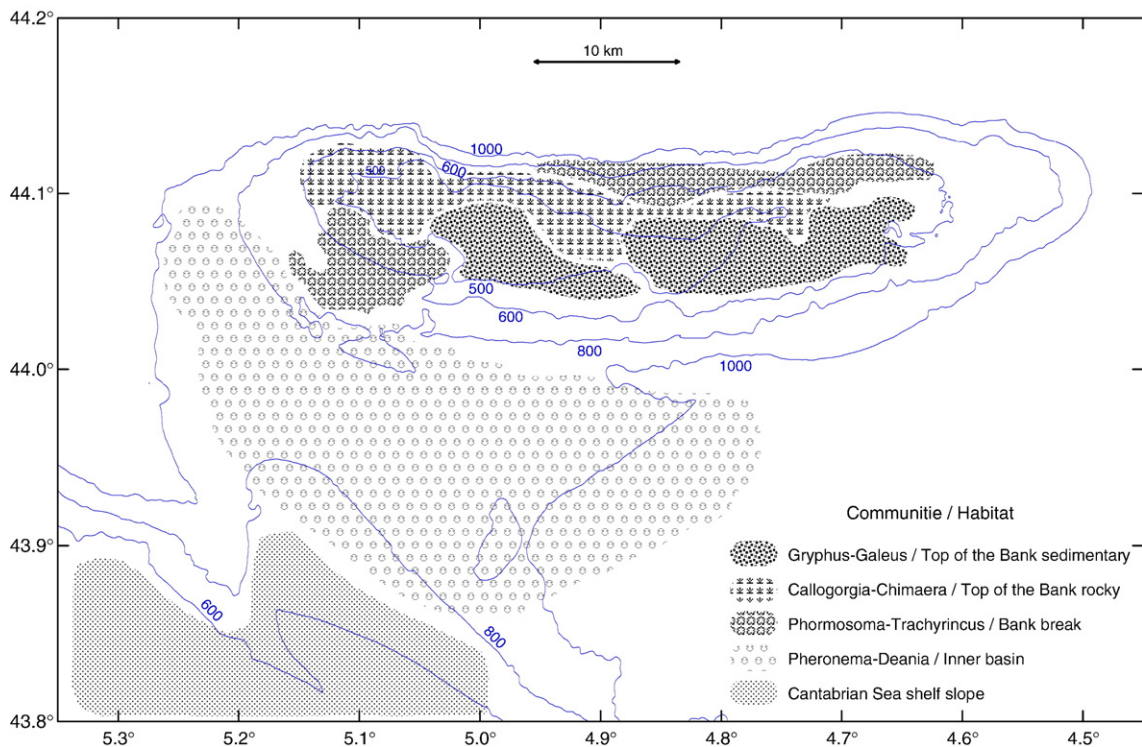 44.2°
10 km
1000
600
500
44.1°
500
600
800
1000
44.0°
Communitie / Habitat
43.9°
Gryphus-Galeus / Top of the Bank sedimentary
Callogorgia-Chimaera / Top of the Bank rocky
600
Phormosoma-Trachyrincus / Bank break
800
Pheronema-Deania / Inner basin
Cantabrian Sea shelf slope
43.8°
5.3° 5.2° 5.1° 5.0° 4.9° 4.8° 4.7° 4.6° 4.5°